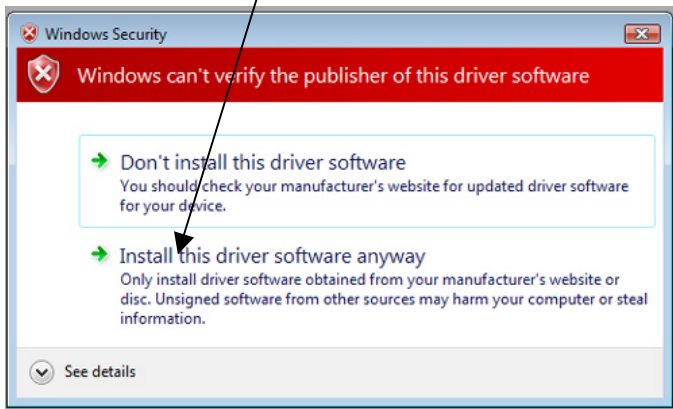 Windows Security
Windows can't verify the publisher of this driver software
Don't install this driver software
You should check your manufacturer's website for updated driver software
for your device.
Install this driver software anyway
Only install driver software obtained from your manufacturer's website or
disc. Unsigned software from other sources may harm your computer or steal
information.
See details